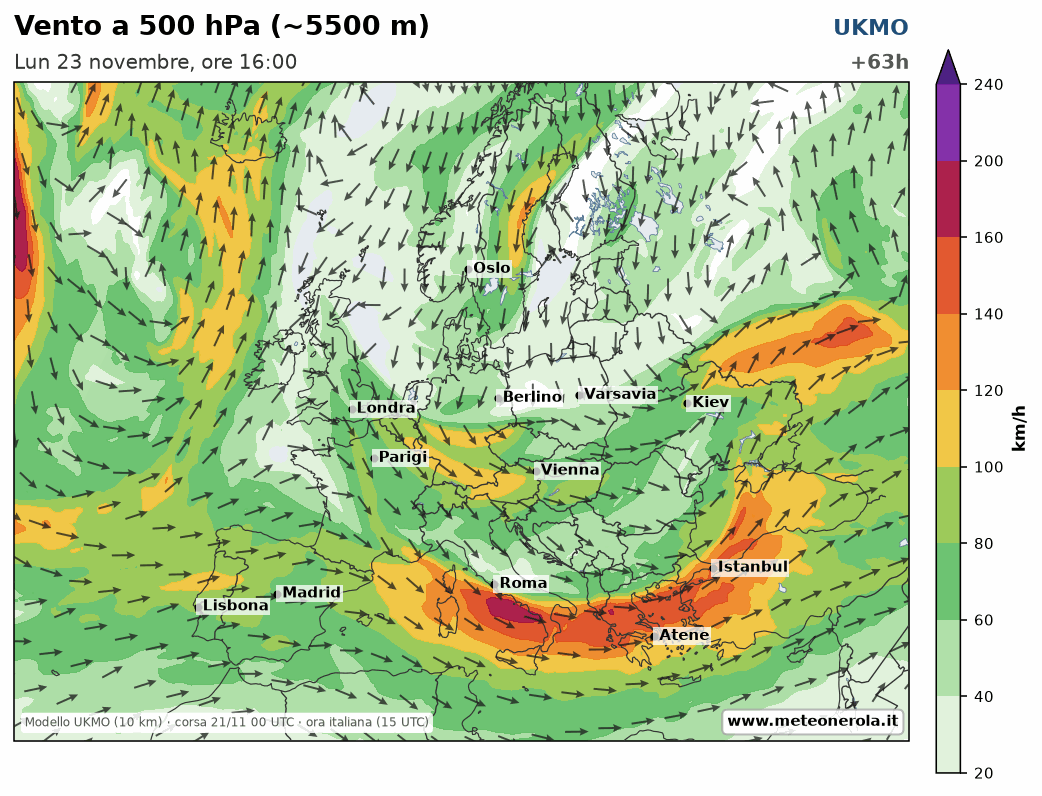 Vento a 500 hPa (~5500 m)
UKMO
Lun 23 novembre, ore 16:00
+63h
240
200
160
140
120
100
80
60
40
20
km/h
Oslo
Londra
Berlino
Varsavia
Kiev
Parigi
Vienna
Istanbul
Roma
Madrid
Lisbona
Atene
Modello UKMO (10 km) · corsa 21/11 00 UTC · ora italiana (15 UTC)
www.meteonerola.it